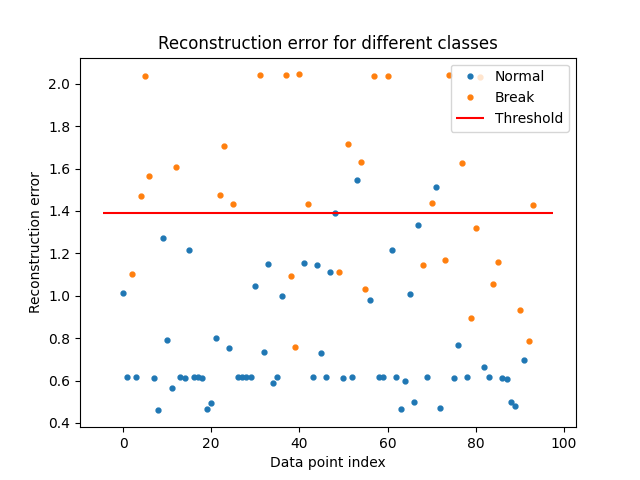 Reconstruction error for different classes
Normal
Break
Threshold
Reconstruction error
2.0
1.8
1.6
1.4
1.2
1.0
0.8
0.6
0.4
0 20 40 60 80 100
Data point index